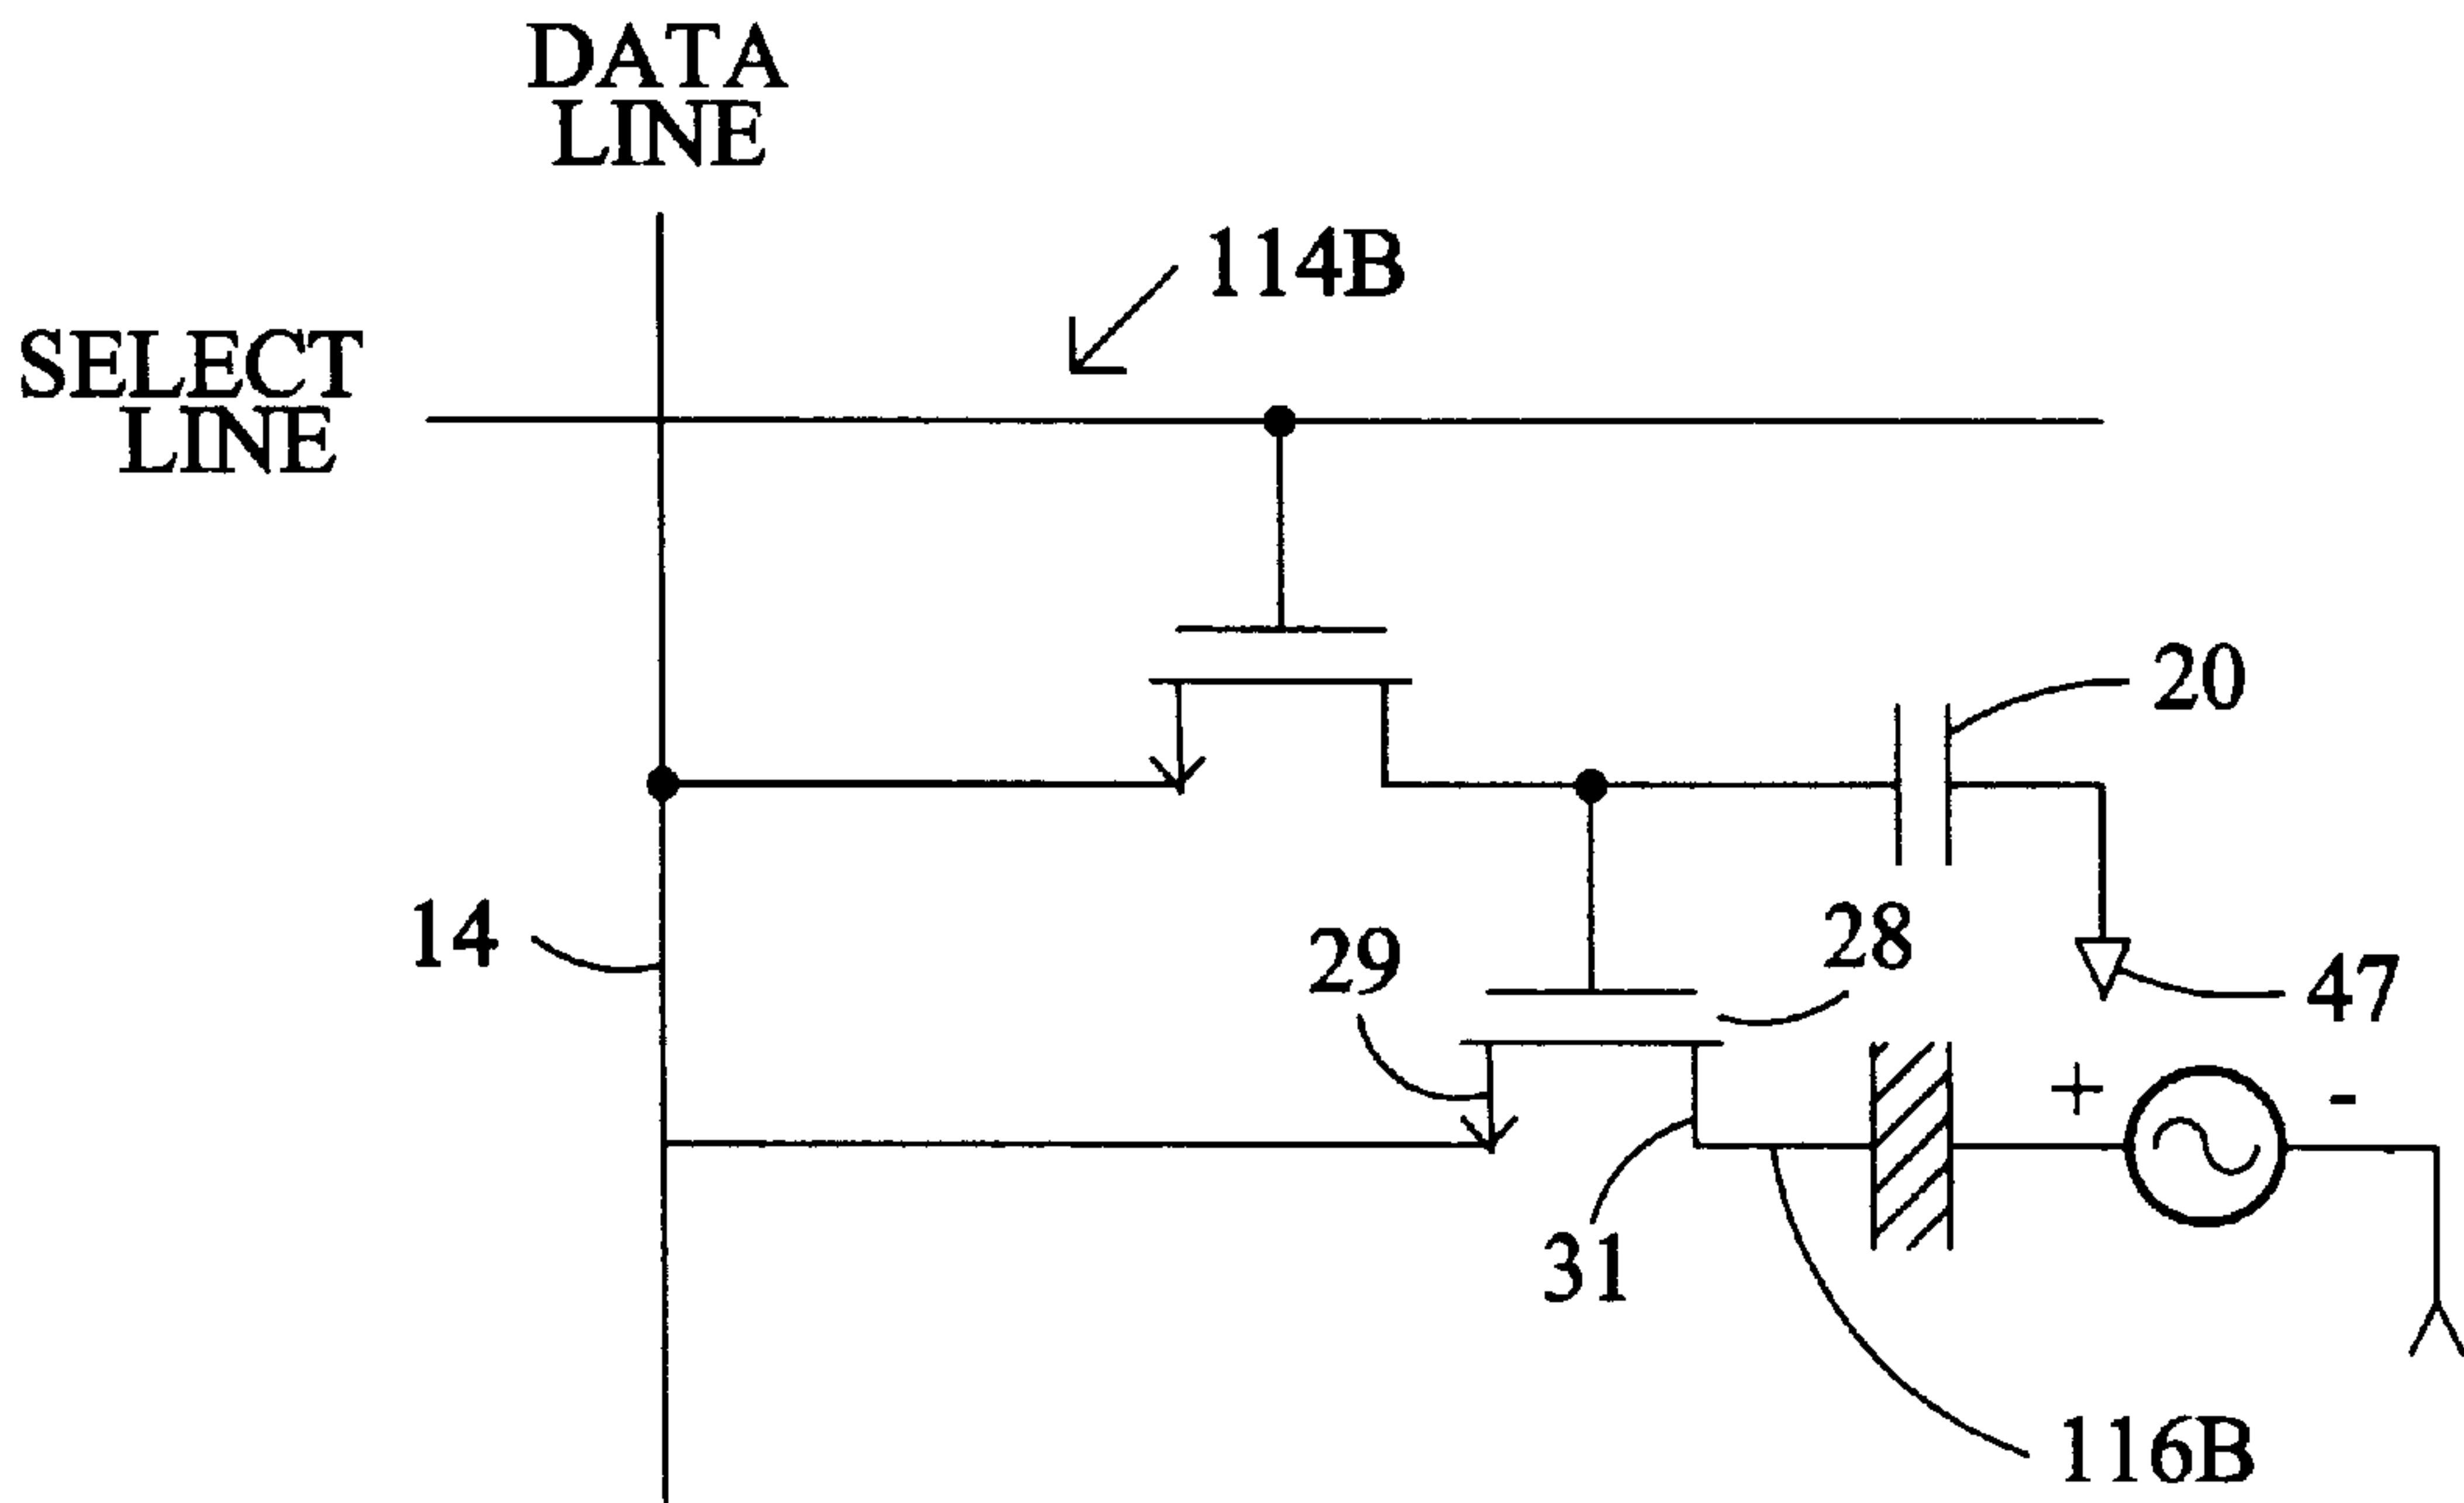 DATA
LINE
114B
SELECT
LINE
20
14
29
28
47
+
-
31
116B